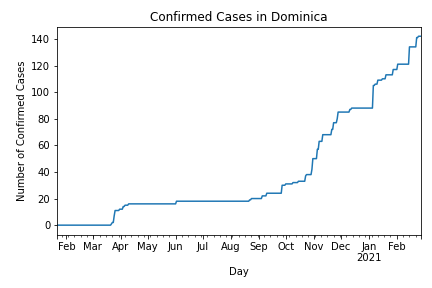 Confirmed Cases in Dominica
Number of Confirmed Cases
140
120
100
80
60
40
20
0
Feb Mar Apr May Jun Jul Aug Sep Oct Nov Dec Jan Feb
2021
Day